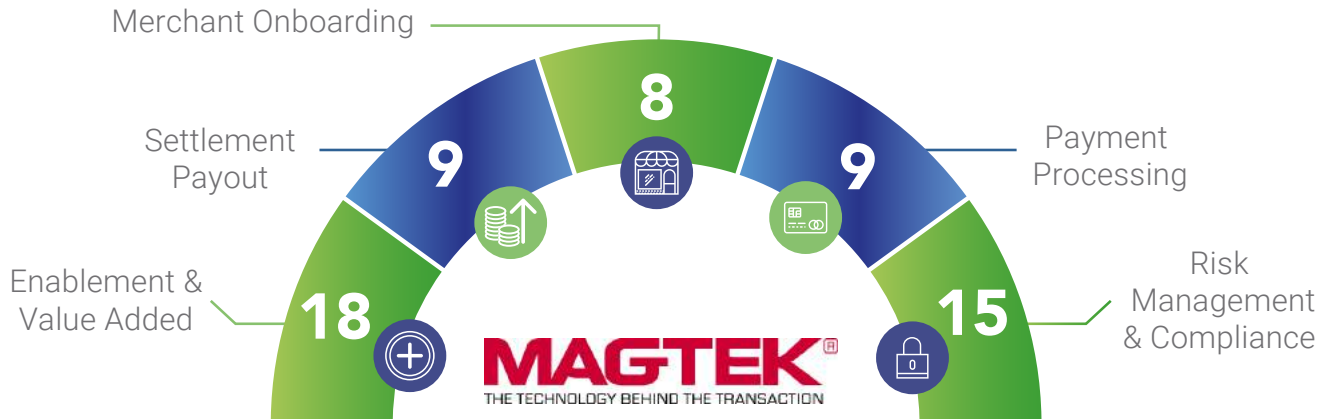 Merchant Onboarding
8
Settlement
Payout
9
9
Payment
Processing
Enablement &
Value Added
18
15
Risk
Management
& Compliance
0
MAGTEK®
THE TECHNOLOGY BEHIND THE TRANSACTION